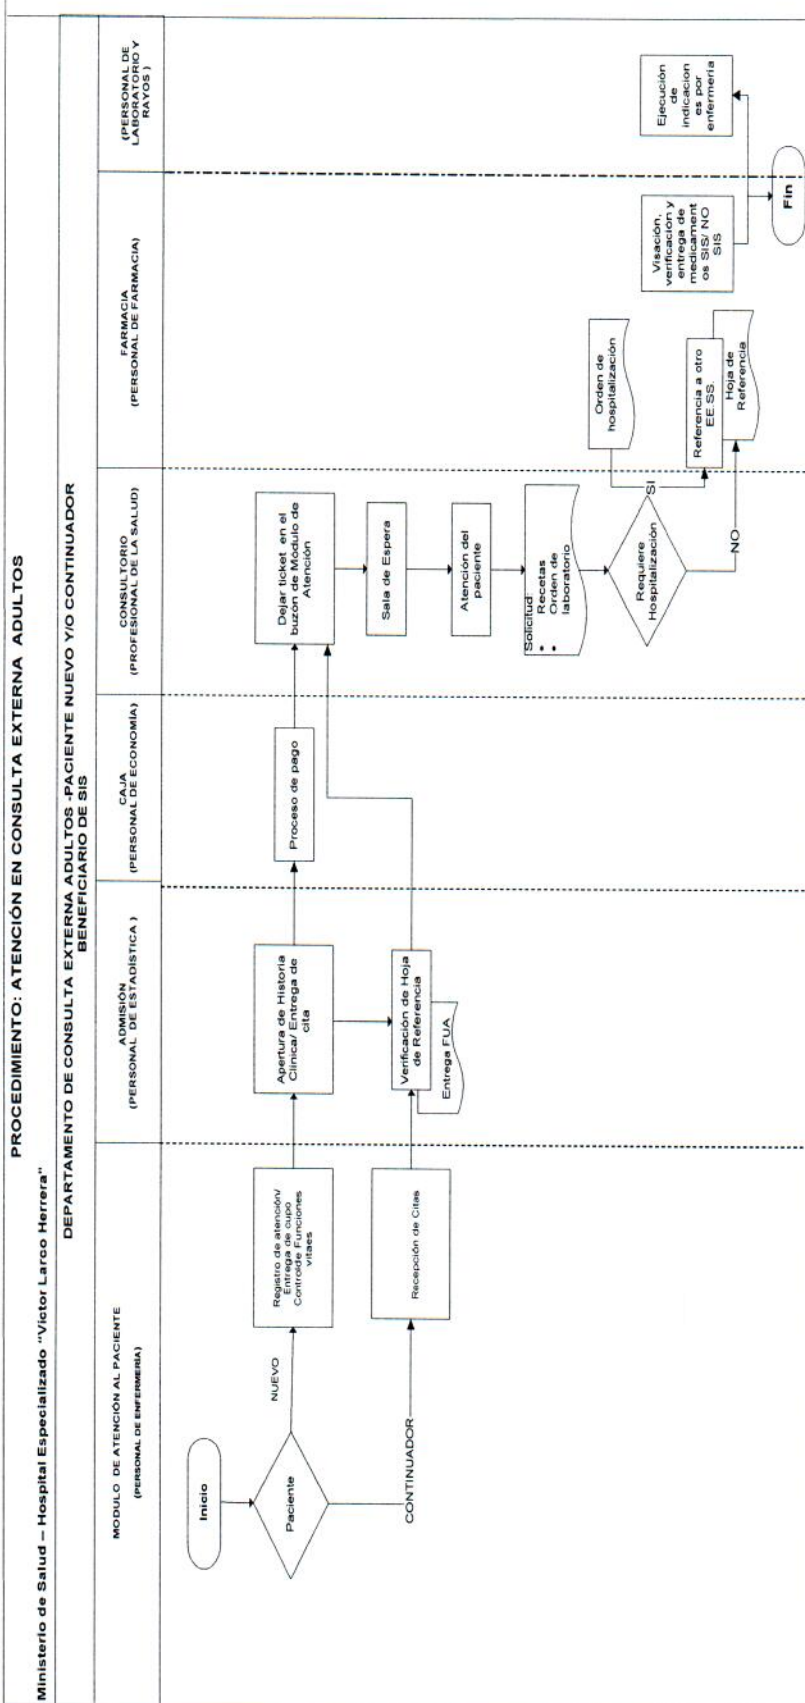 PROCEDIMIENTO: ATENCIÓN EN CONSULTA EXTERNA ADULTOS
Ministerio de Salud – Hospital Especializado "Víctor Larco Herrera"
DEPARTAMENTO DE CONSULTA EXTERNA ADULTOS -PACIENTE NUEVO Y/O CONTINUADOR
BENEFICIARIO DE SIS
MODULO DE ATENCIÓN AL PACIENTE
(PERSONAL DE ENFERMERÍA)
ADMISIÓN
(PERSONAL DE ESTADÍSTICA )
CAJA
(PERSONAL DE ECONOMÍA)
CONSULTORIO
(PROFESIONAL DE LA SALUD)
FARMACIA
(PERSONAL DE FARMACIA)
(PERSONAL DE
LABORATORIO Y
RAYOS )
Inicio
Paciente
NUEVO
CONTINUADOR
Registro de atención/
Entrega de cupo
Controlde Funciones
vitaes
Recepción de Citas
Apertura de Historia
Clínica/ Entrega de
cita
Verificación de Hoja
de Referencia
Entrega FUA
Proceso de pago
Dejar ticket en el
buzón de Módulo de
Atención
Sala de Espera
Atención del
paciente
Solicitud:
• Recetas
• Orden de
laboratorio
Requiere
Hospitalización
SI
NO
Orden de
hospitalización
Referencia a otro
EE.SS.
Hoja de
Referencia
Visación,
verificación y
entrega de
medicament
os SIS/ NO
SIS
Ejecución
de
indicacion
es por
enfermería
Fin